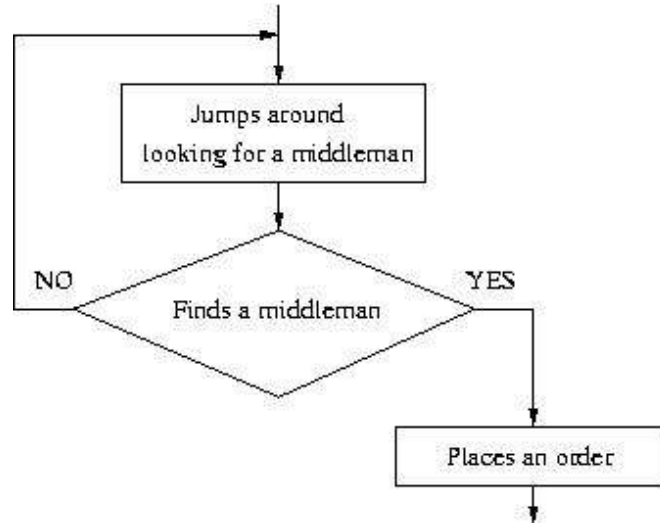 Jumps around
looking for a middleman
NO
YES
Finds a middleman
Places an order